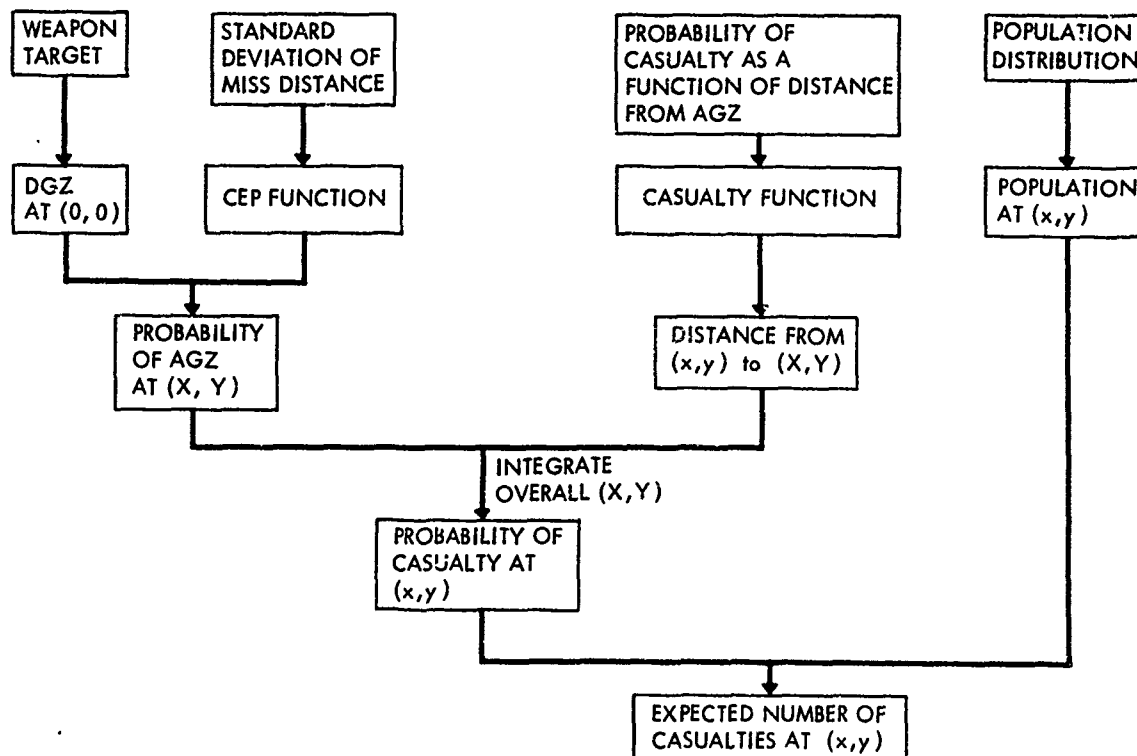 WEAPON
TARGET
STANDARD
DEVIATION OF
MISS DISTANCE
PROBABILITY OF
CASUALTY AS A
FUNCTION OF DISTANCE
FROM AGZ
POPULATION
DISTRIBUTION
DGZ
AT (0, 0)
CEP FUNCTION
CASUALTY FUNCTION
POPULATION
AT (x,y)
PROBABILITY
OF AGZ
AT (X, Y)
DISTANCE FROM
(x,y) to (X,Y)
INTEGRATE
OVERALL (X,Y)
PROBABILITY OF
CASUALTY AT
(x,y)
EXPECTED NUMBER OF
CASUALTIES AT (x,y)